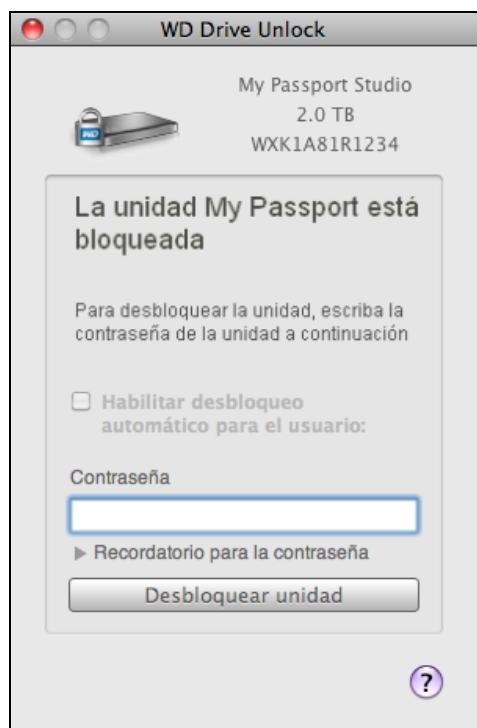 WD Drive Unlock
My Passport Studio
2.0 TB
WXK1A81R1234
WD
La unidad My Passport está
bloqueada
Para desbloquear la unidad, escriba la
contraseña de la unidad a continuación
Habilitar desbloqueo
automático para el usuario:
Contraseña
Recordatorio para la contraseña
Desbloquear unidad
?